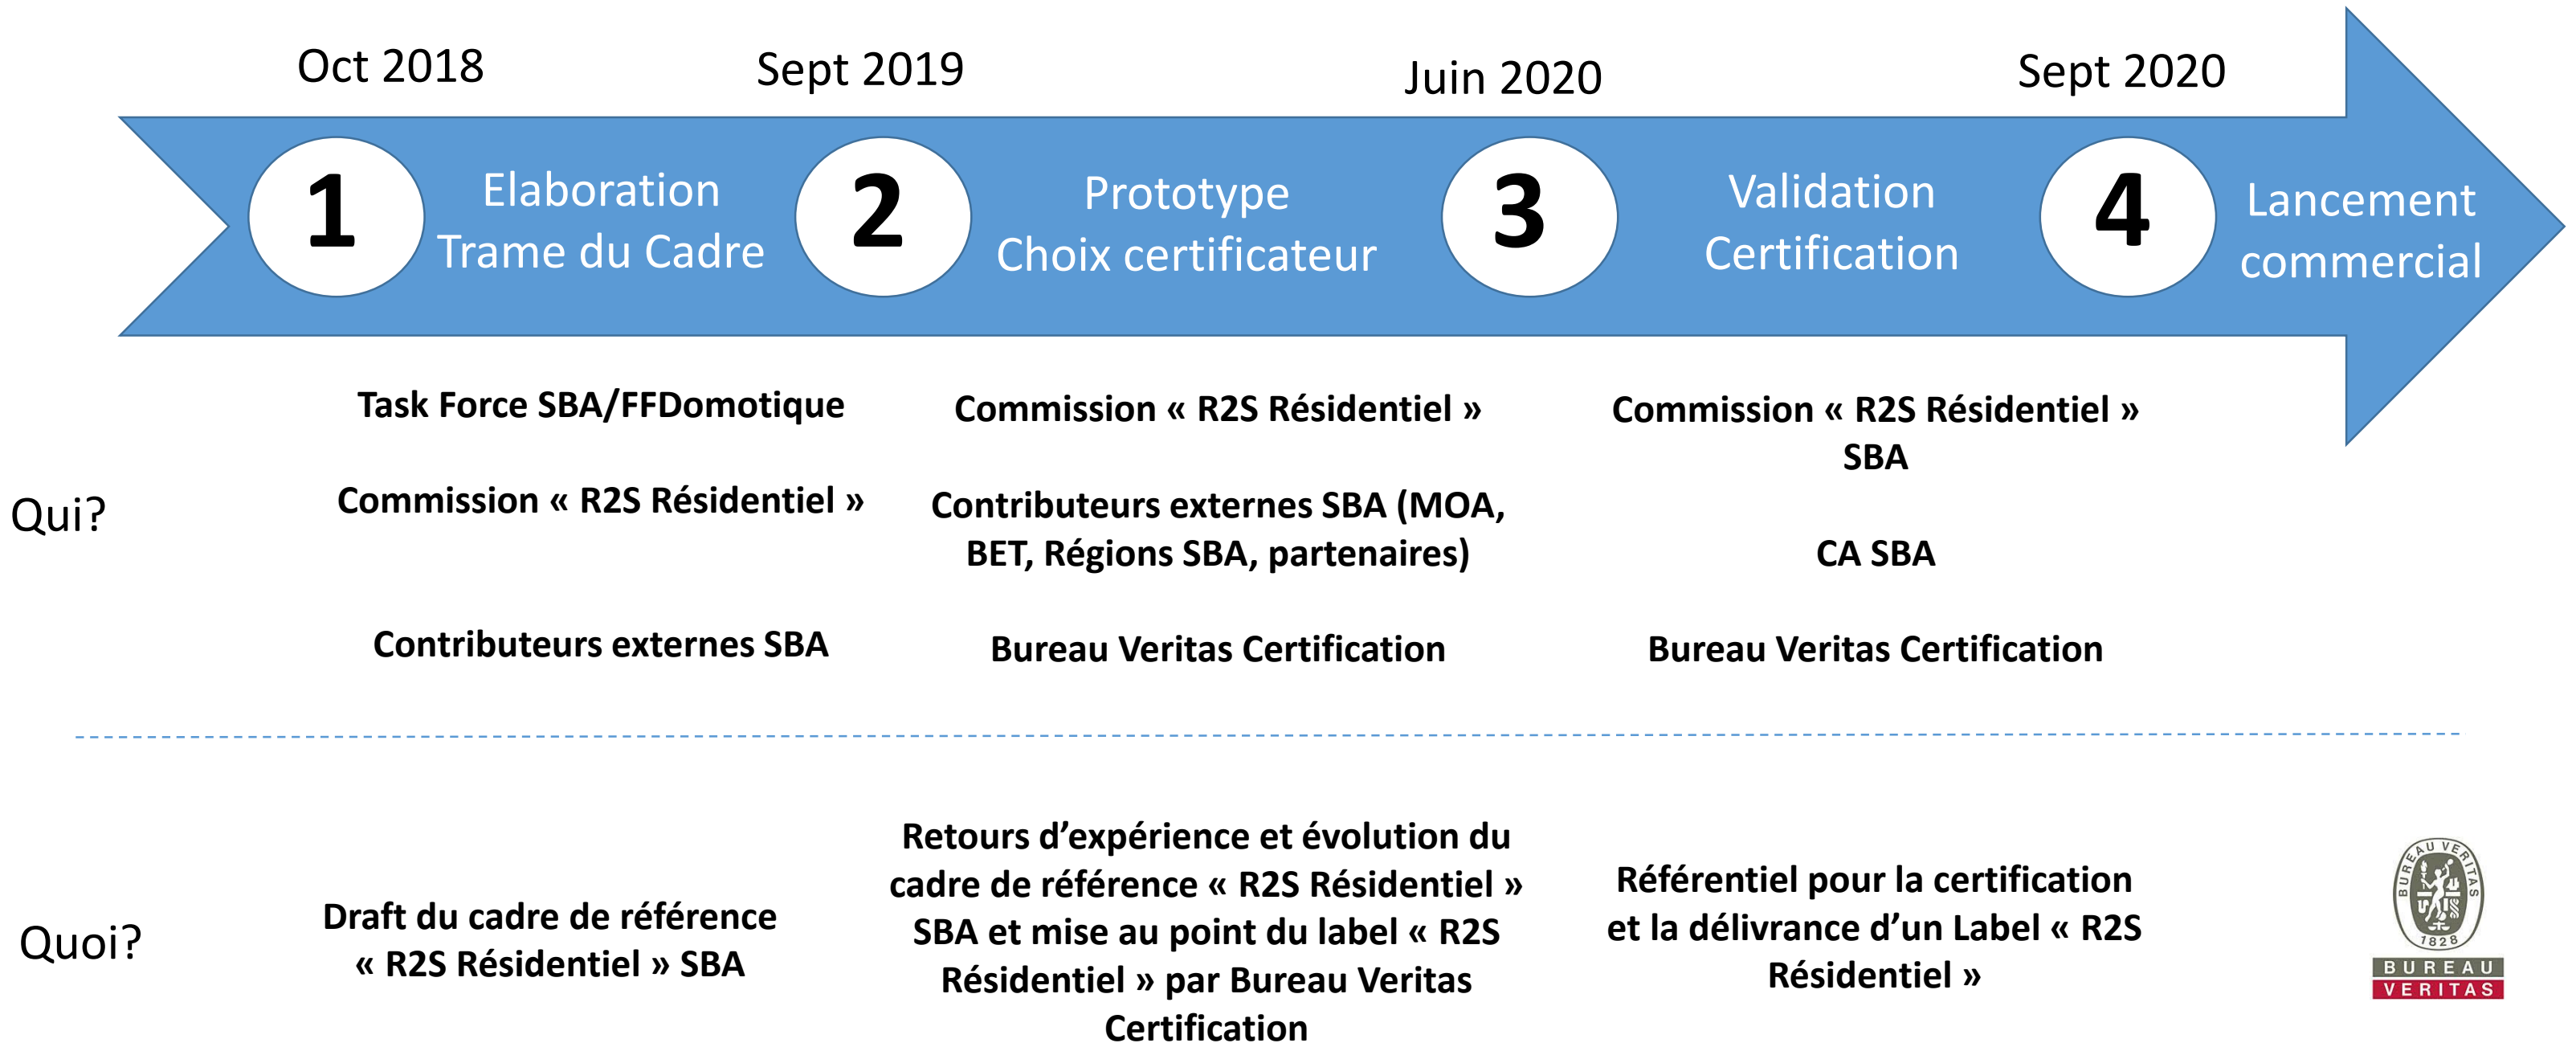 Oct 2018
Sept 2019
Juin 2020
Sept 2020
1
Elaboration
Trame du Cadre
2
Prototype
Choix certificateur
3
Validation
Certification
4
Lancement
commercial
Qui?
Task Force SBA/FFDomotique
Commission « R2S Résidentiel »
Contributeurs externes SBA
Commission « R2S Résidentiel »
Contributeurs externes SBA (MOA,
BET, Régions SBA, partenaires)
Bureau Veritas Certification
Commission « R2S Résidentiel »
SBA
CA SBA
Bureau Veritas Certification
Quoi?
Draft du cadre de référence
« R2S Résidentiel » SBA
Retours d’expérience et évolution du
cadre de référence « R2S Résidentiel »
SBA et mise au point du label « R2S
Résidentiel » par Bureau Veritas
Certification
Référentiel pour la certification
et la délivrance d’un Label « R2S
Résidentiel »
BUREAU VERITAS
1828
BUREAU
VERITAS